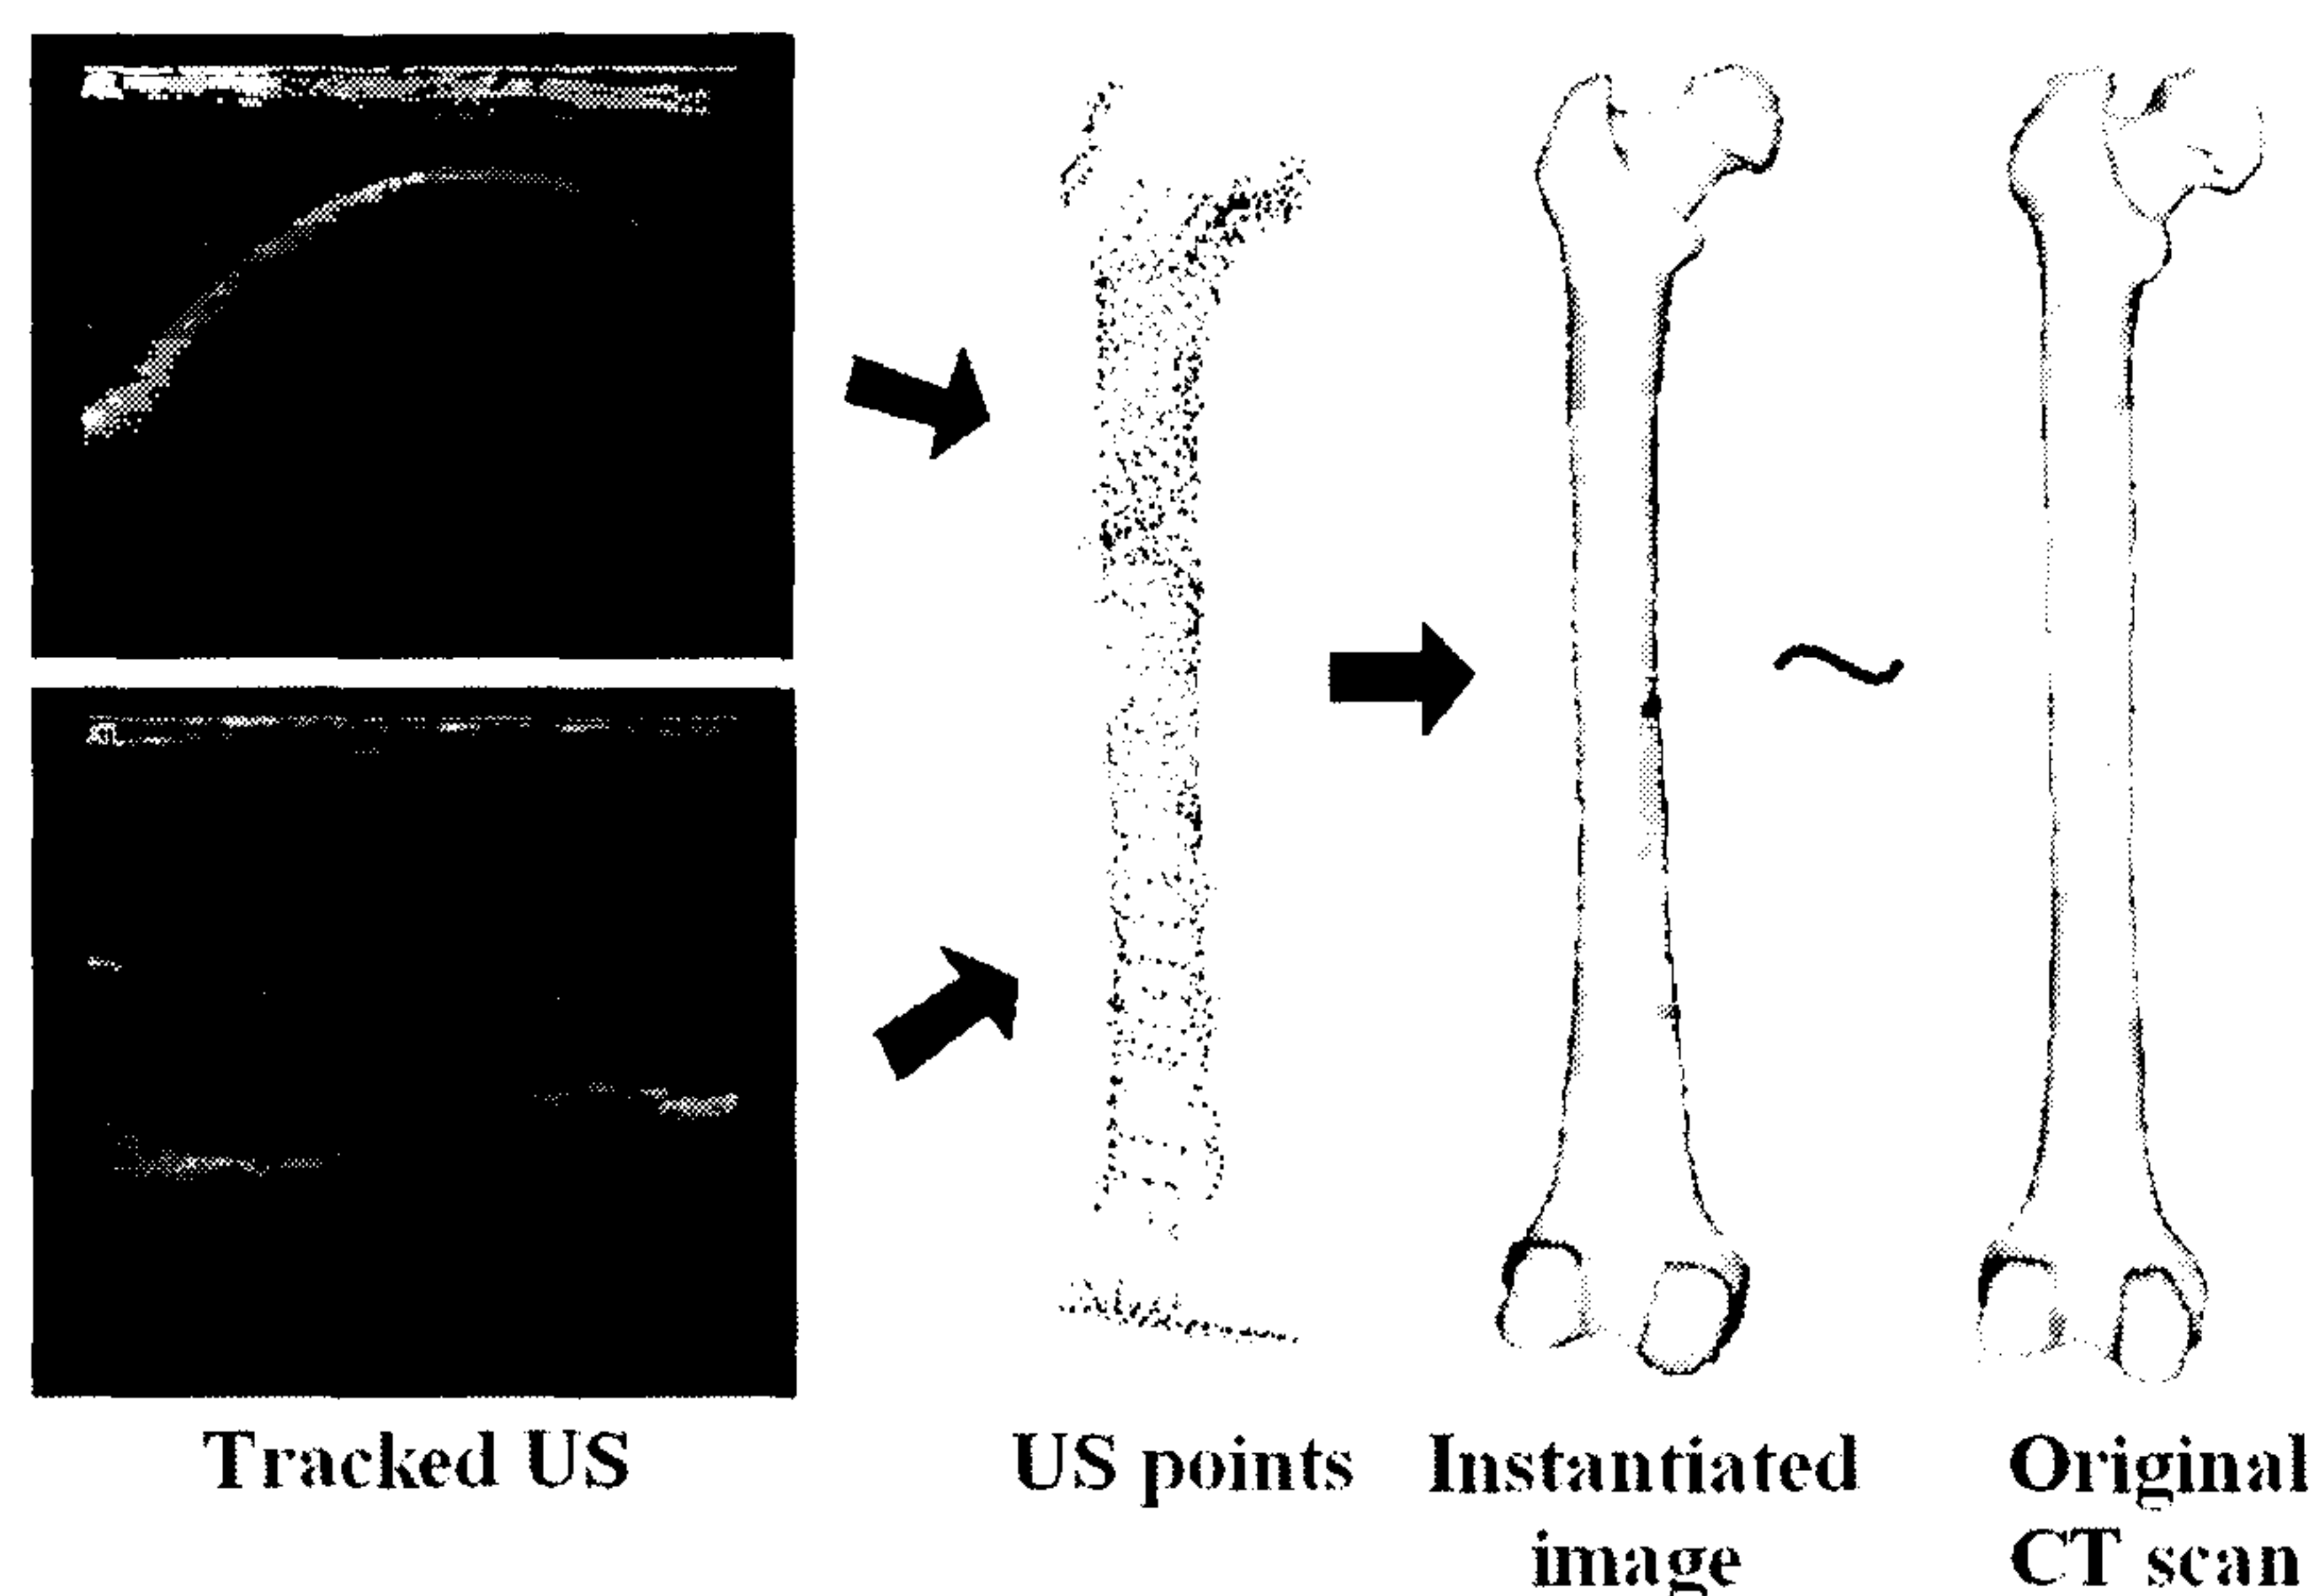 Tracked US
US points
Instantiated
image
Original
CT scan